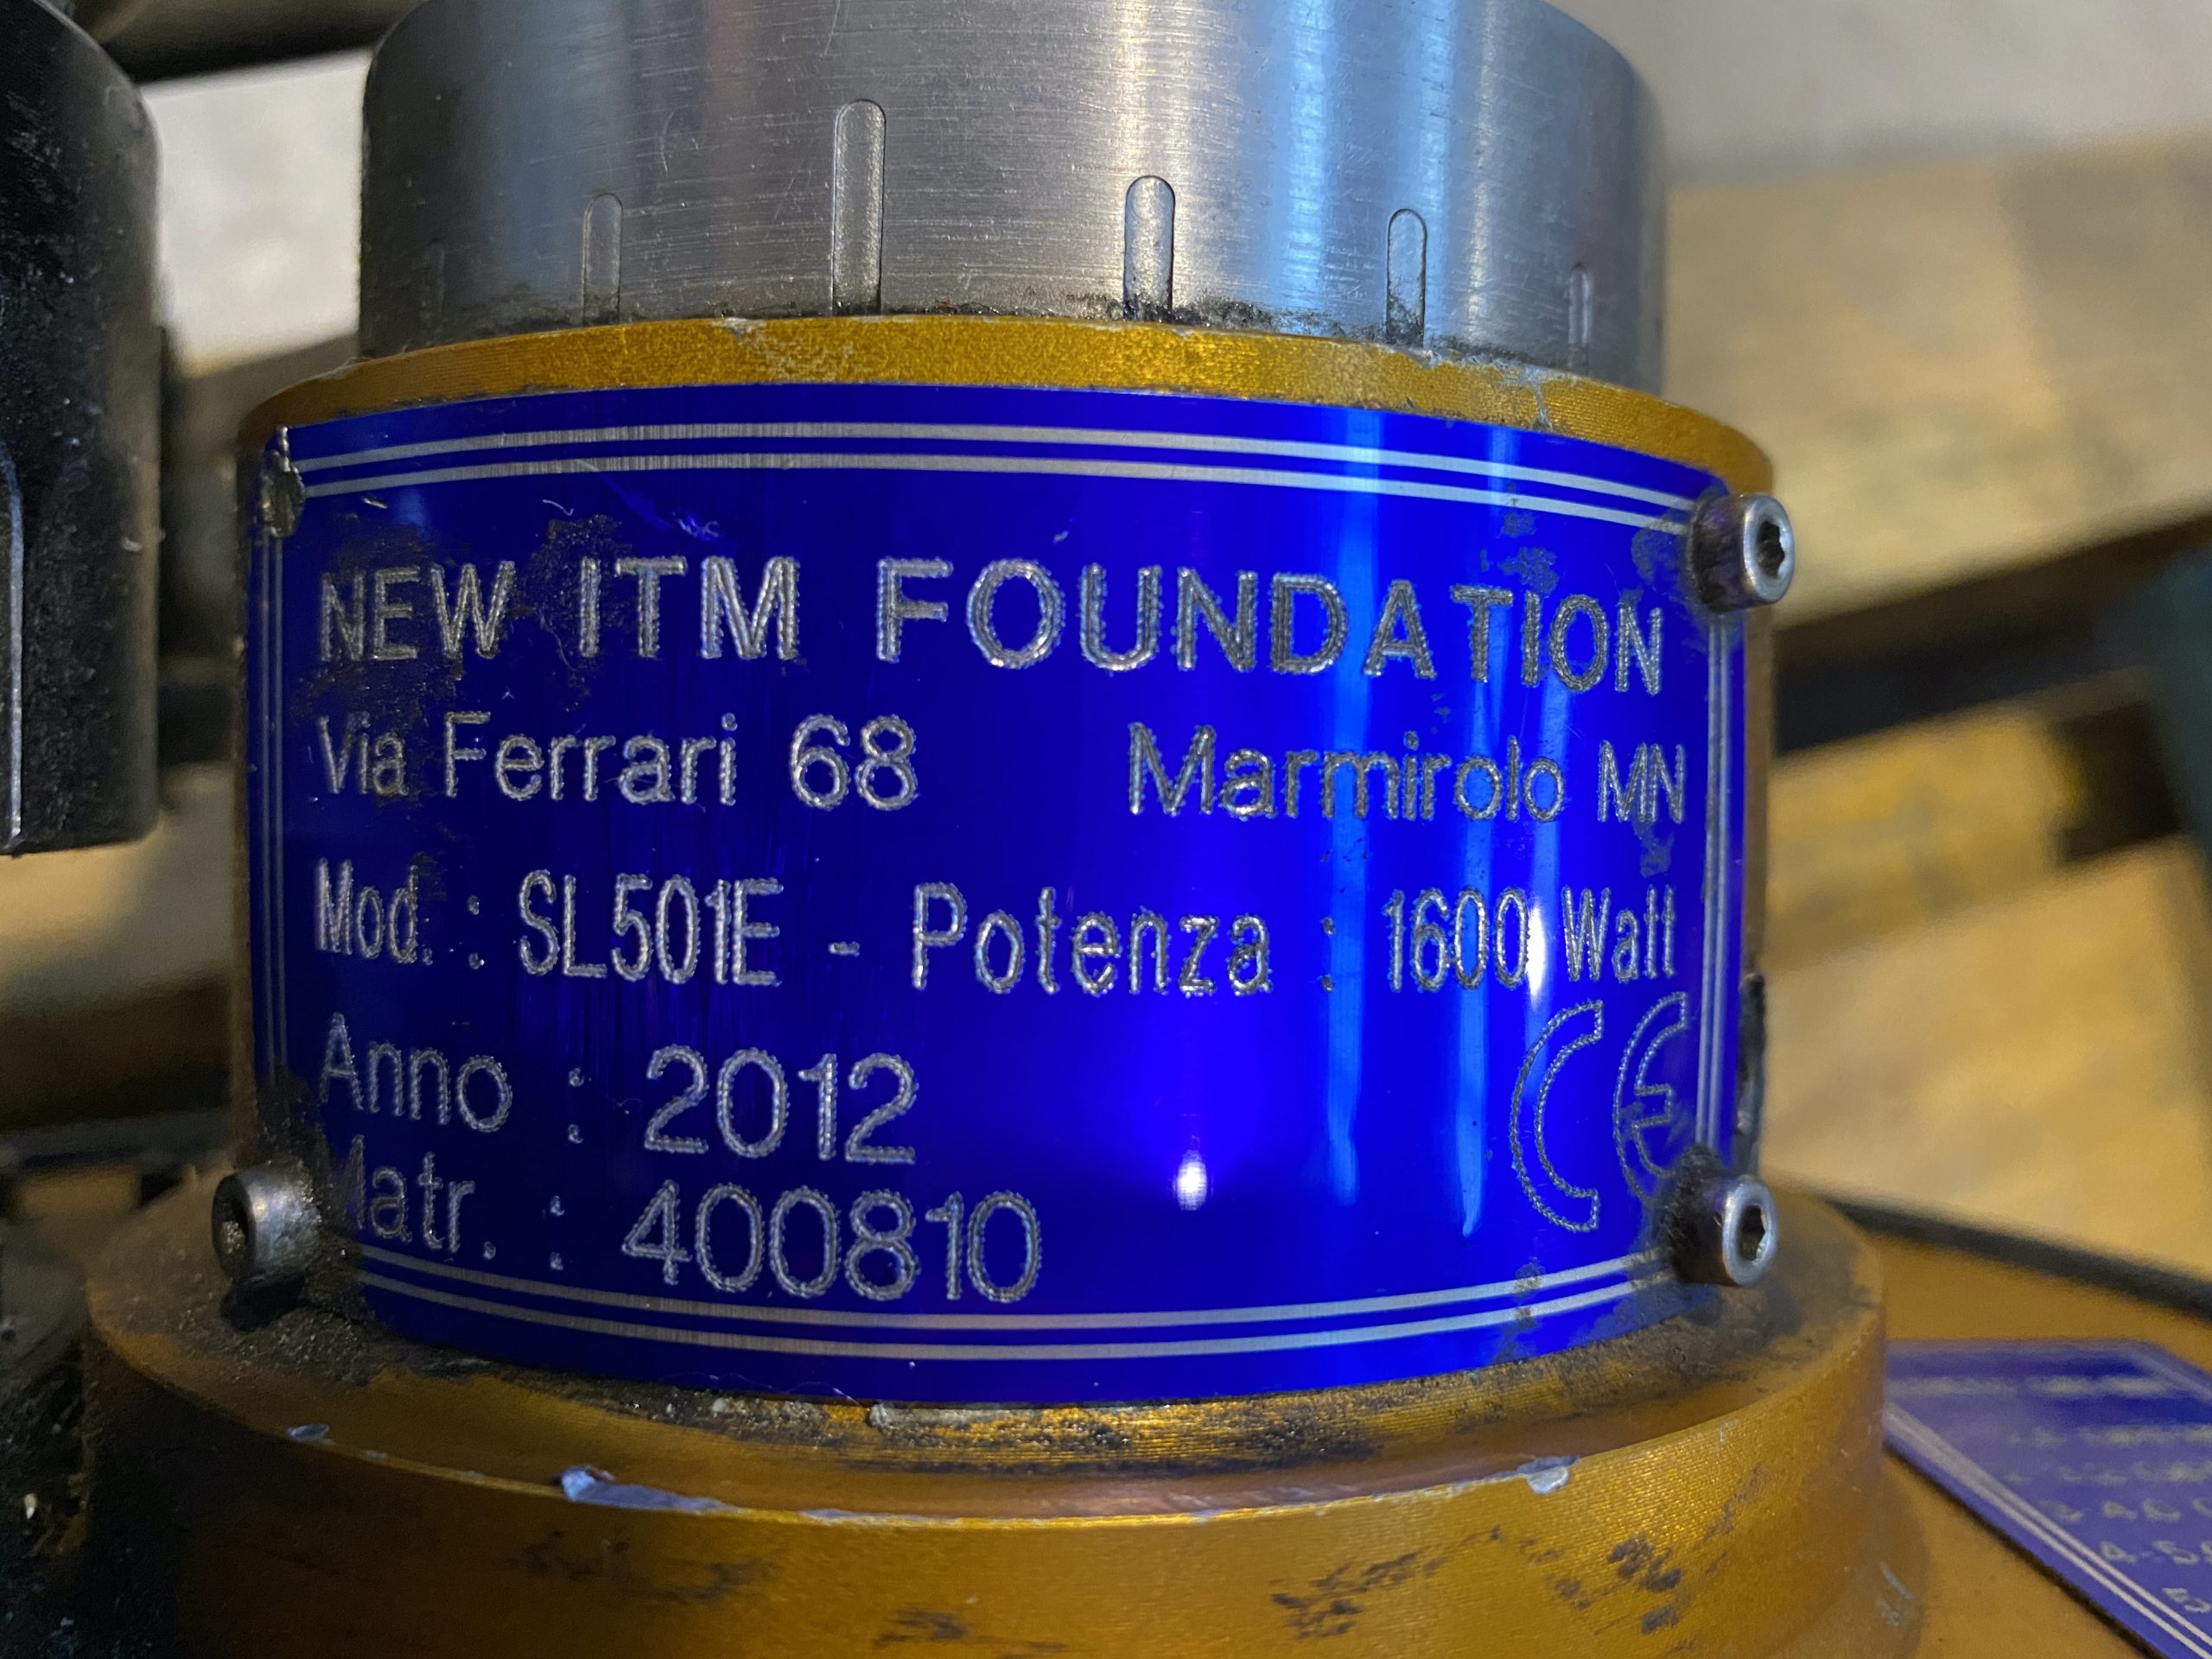 NEW ITM FOUNDATION
Via Ferrari 68 Marmirolo MN
Mod. : SL501E - Potenza : 1600 Watt
Anno : 2012
CE
Matr. : 400810